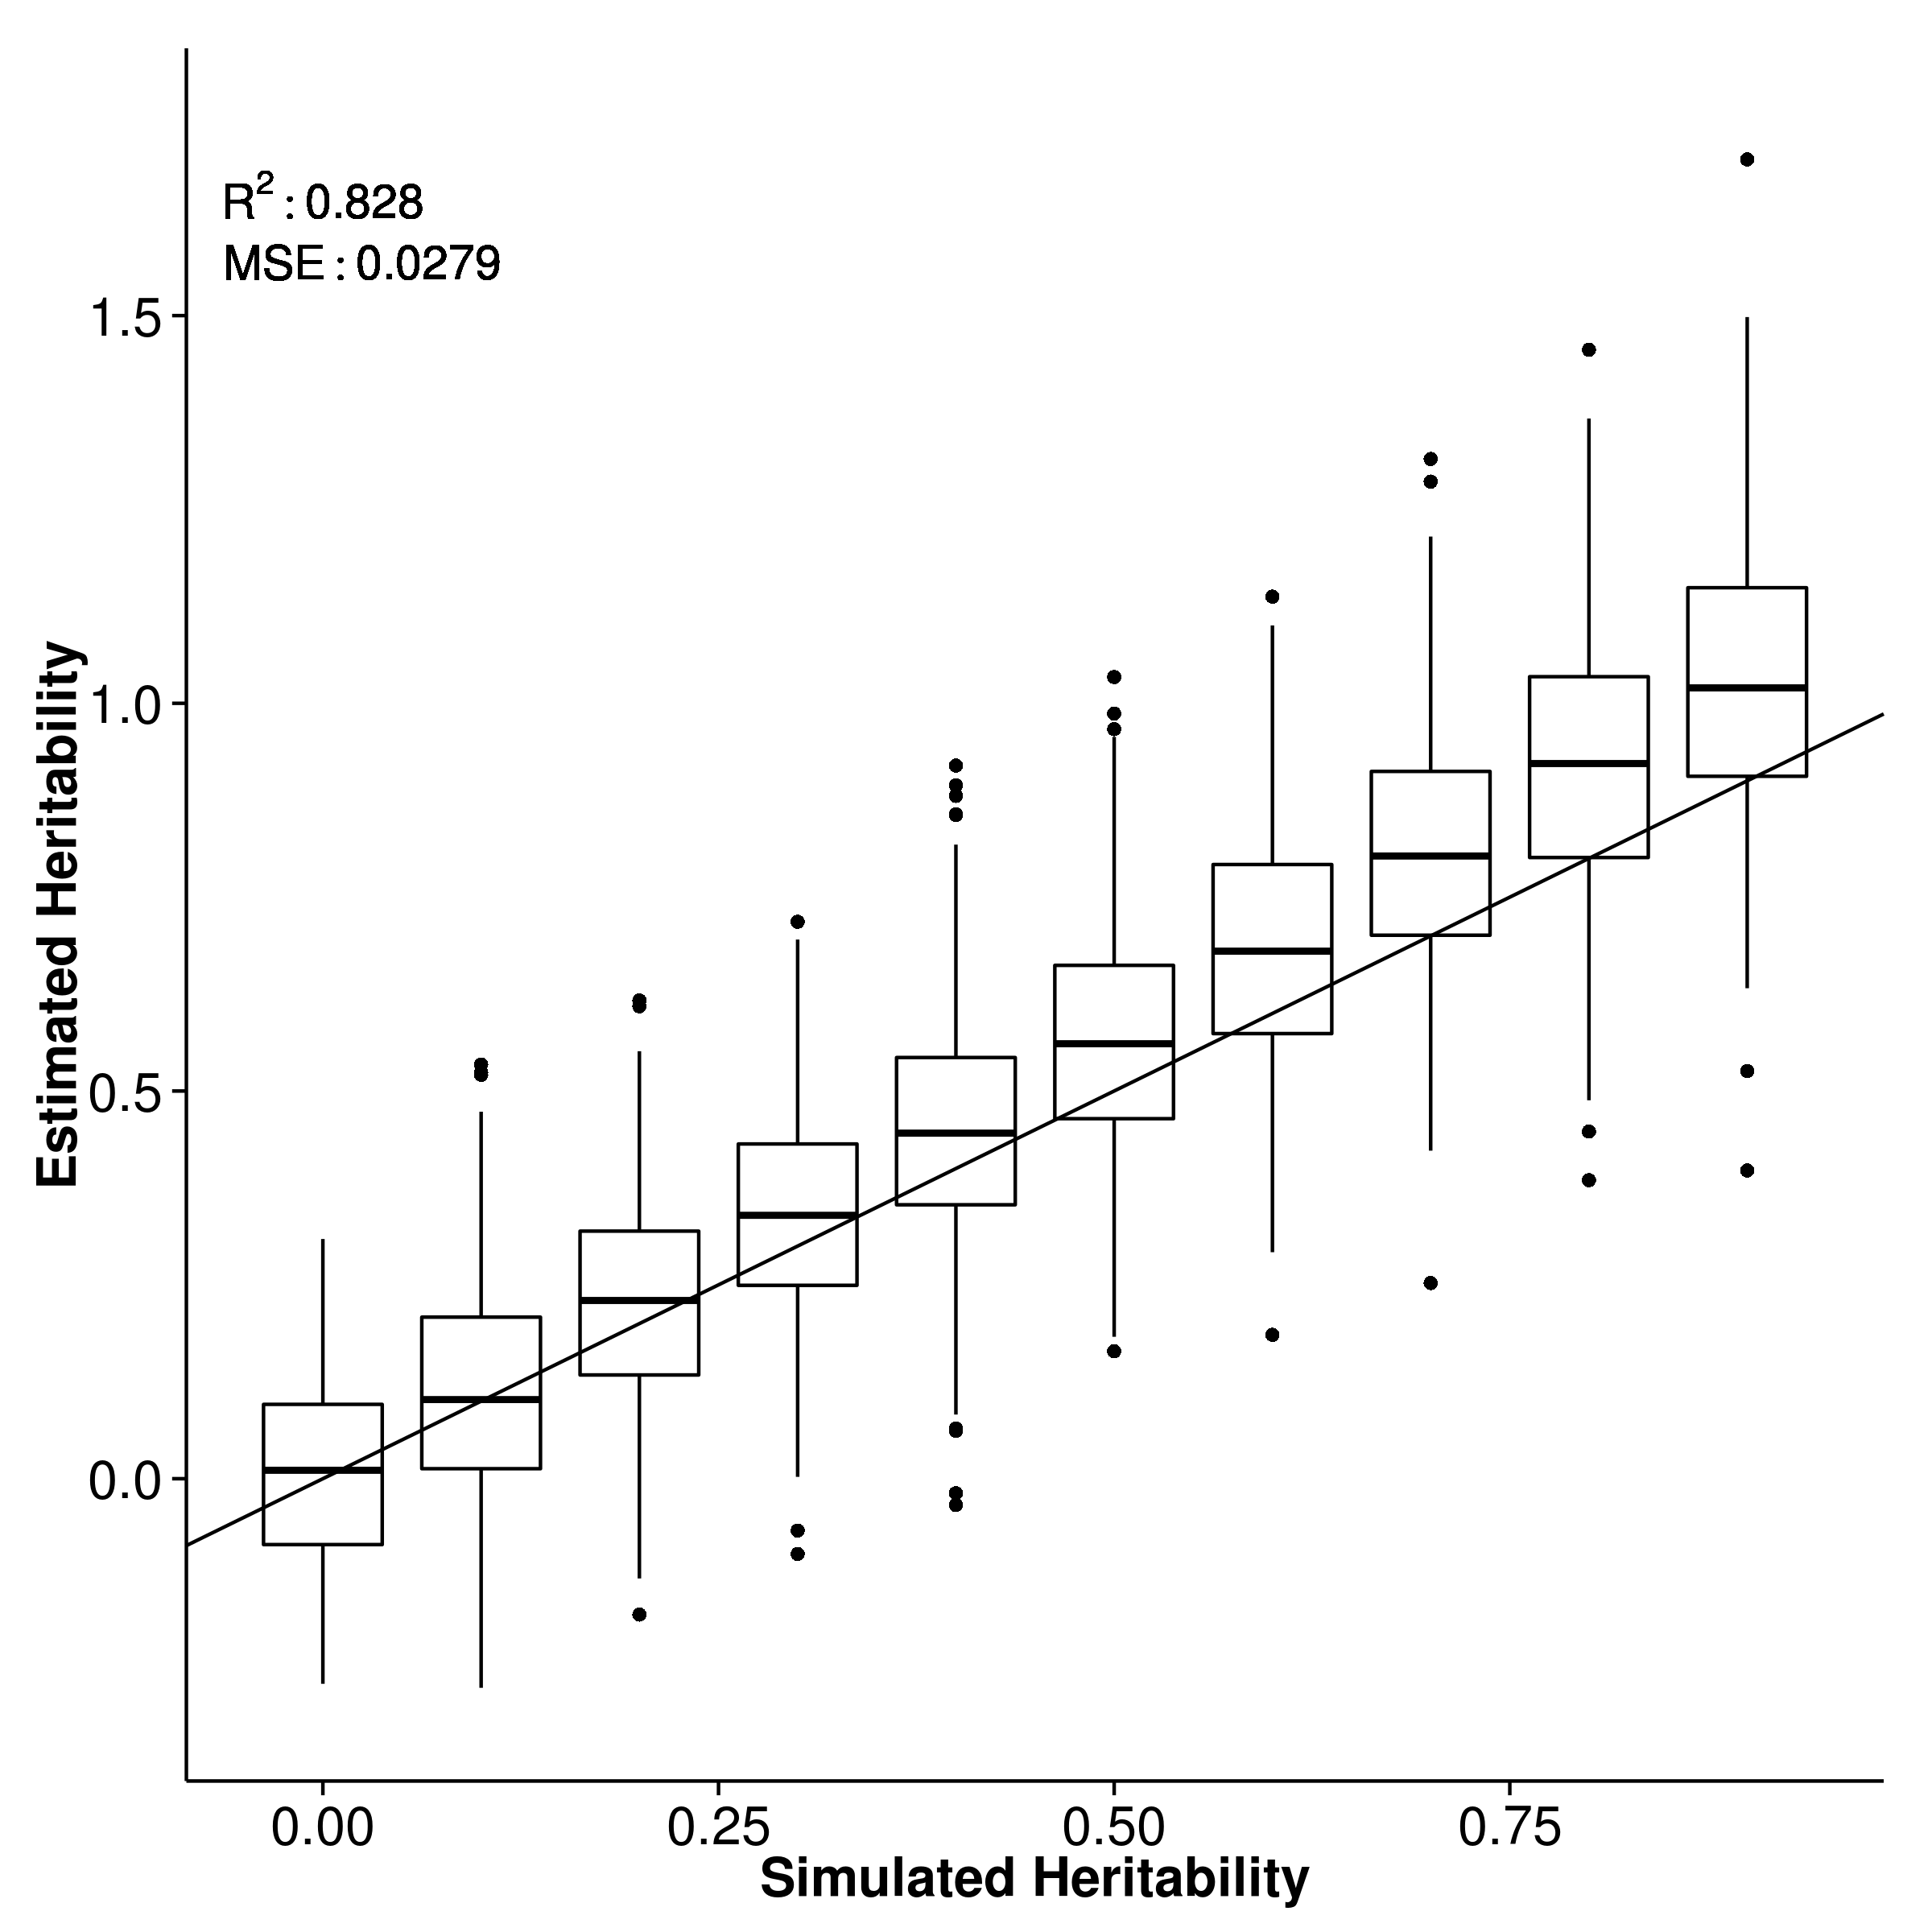 R²: 0.828
MSE: 0.0279
1.5
1.0
0.5
0.0
Estimated Heritability
0.00 0.25 0.50 0.75
Simulated Heritability